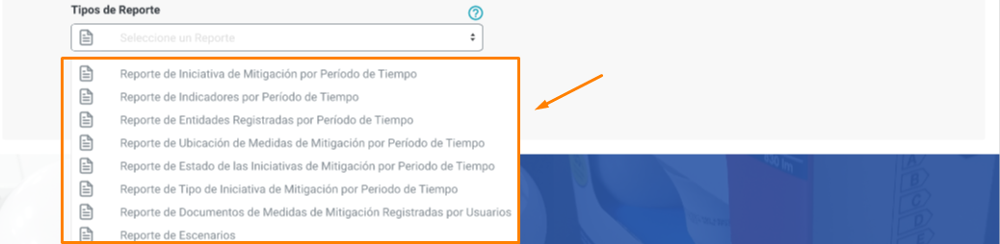 Tipos de Reporte
?
Seleccione un Reporte
Reporte de Iniciativa de Mitigación por Período de Tiempo
Reporte de Indicadores por Período de Tiempo
Reporte de Entidades Registradas por Período de Tiempo
Reporte de Ubicación de Medidas de Mitigación por Período de Tiempo
Reporte de Estado de las Iniciativas de Mitigación por Periodo de Tiempo
Reporte de Tipo de Iniciativa de Mitigación por Periodo de Tiempo
Reporte de Documentos de Medidas de Mitigación Registradas por Usuarios
Reporte de Escenarios
A
B
C
D